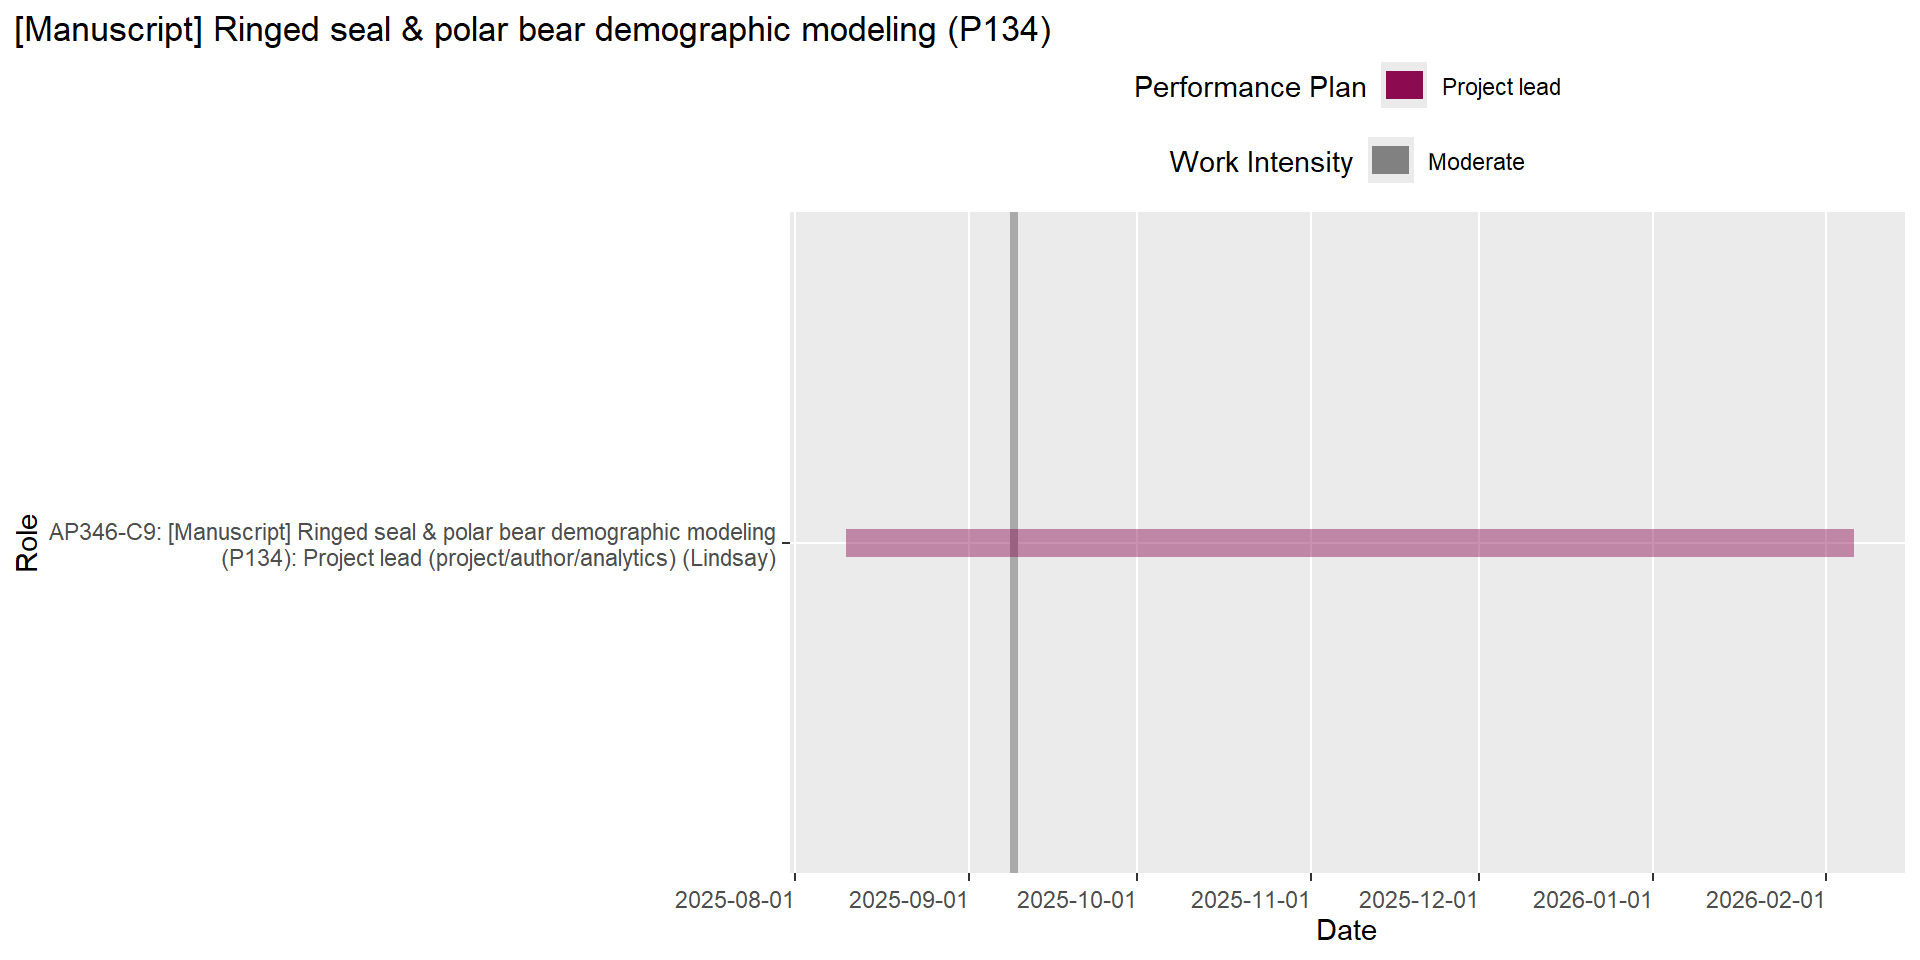 [Manuscript] Ringed seal & polar bear demographic modeling (P134)
Performance Plan
Project lead
Work Intensity
Moderate
Role
AP346-C9: [Manuscript] Ringed seal & polar bear demographic modeling
(P134): Project lead (project/author/analytics) (Lindsay)
2025-08-01
2025-09-01
2025-10-01
2025-11-01
2025-12-01
2026-01-01
2026-02-01
Date